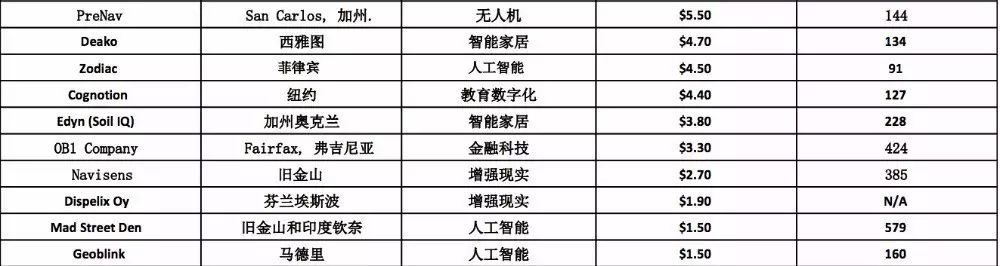 PreNav San Carlos, 加州. 无人机 $5.50 144
Deako 西雅图 智能家居 $4.70 134
Zodiac 菲律宾 人工智能 $4.50 91
Cognotion 纽约 教育数字化 $4.40 127
Edyn (Soil IQ) 加州奥克兰 智能家居 $3.80 228
OB1 Company Fairfax, 弗吉尼亚 金融科技 $3.30 424
Navisens 旧金山 增强现实 $2.70 385
Dispelix Oy 芬兰埃斯波 增强现实 $1.90 N/A
Mad Street Den 旧金山和印度钦奈 人工智能 $1.50 579
Geoblink 马德里 人工智能 $1.50 160